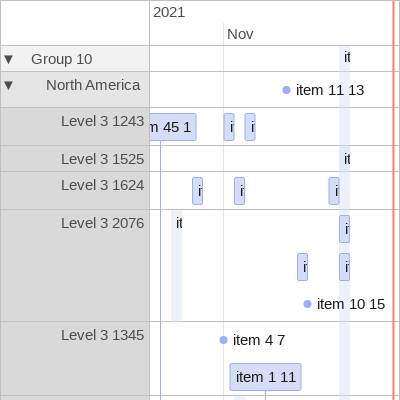 2021
Nov
▼ Group 10
it
▼ North America
item 11 13
Level 3 1243
m 45 1
i
i
Level 3 1525
it
Level 3 1624
i
i
i
Level 3 2076
it
i
i
i
item 10 15
Level 3 1345
item 4 7
item 1 11